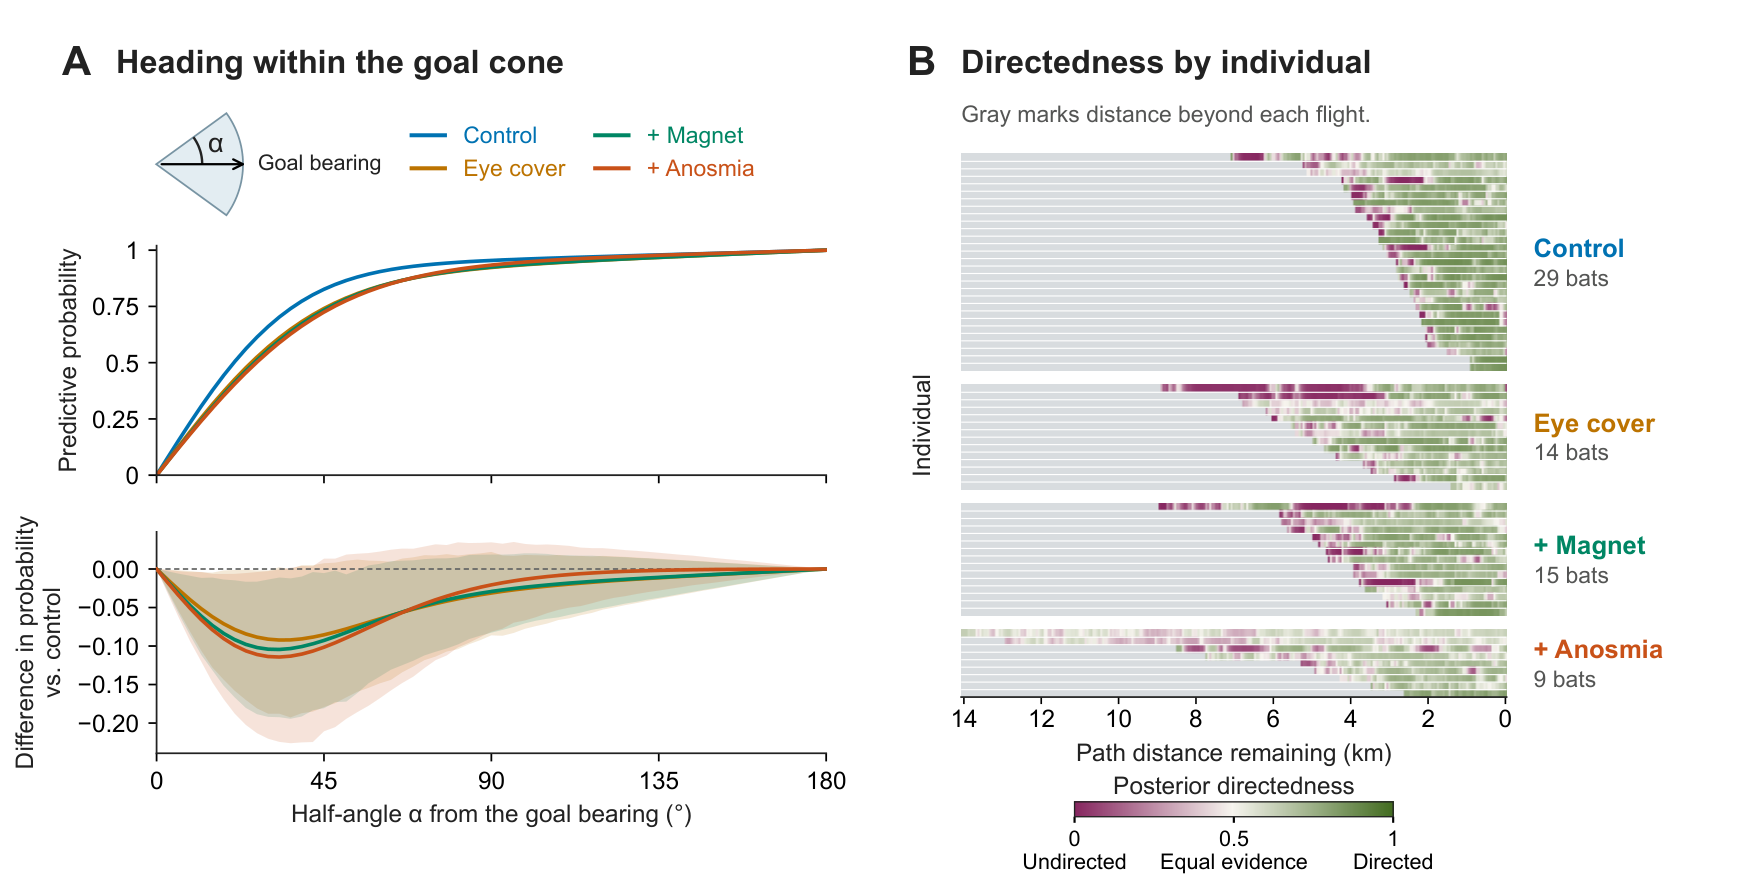 A Heading within the goal cone
α
Goal bearing
Control
+ Magnet
Eye cover
+ Anosmia
Predictive probability
1
0.75
0.5
0.25
0
Difference in probability
vs. control
0.00
−0.05
−0.10
−0.15
−0.20
0 45 90 135 180
Half-angle α from the goal bearing (°)
B Directedness by individual
Gray marks distance beyond each flight.
Individual
Control
29 bats
Eye cover
14 bats
+ Magnet
15 bats
+ Anosmia
9 bats
14 12 10 8 6 4 2 0
Path distance remaining (km)
Posterior directedness
0 0.5 1
Undirected Equal evidence Directed